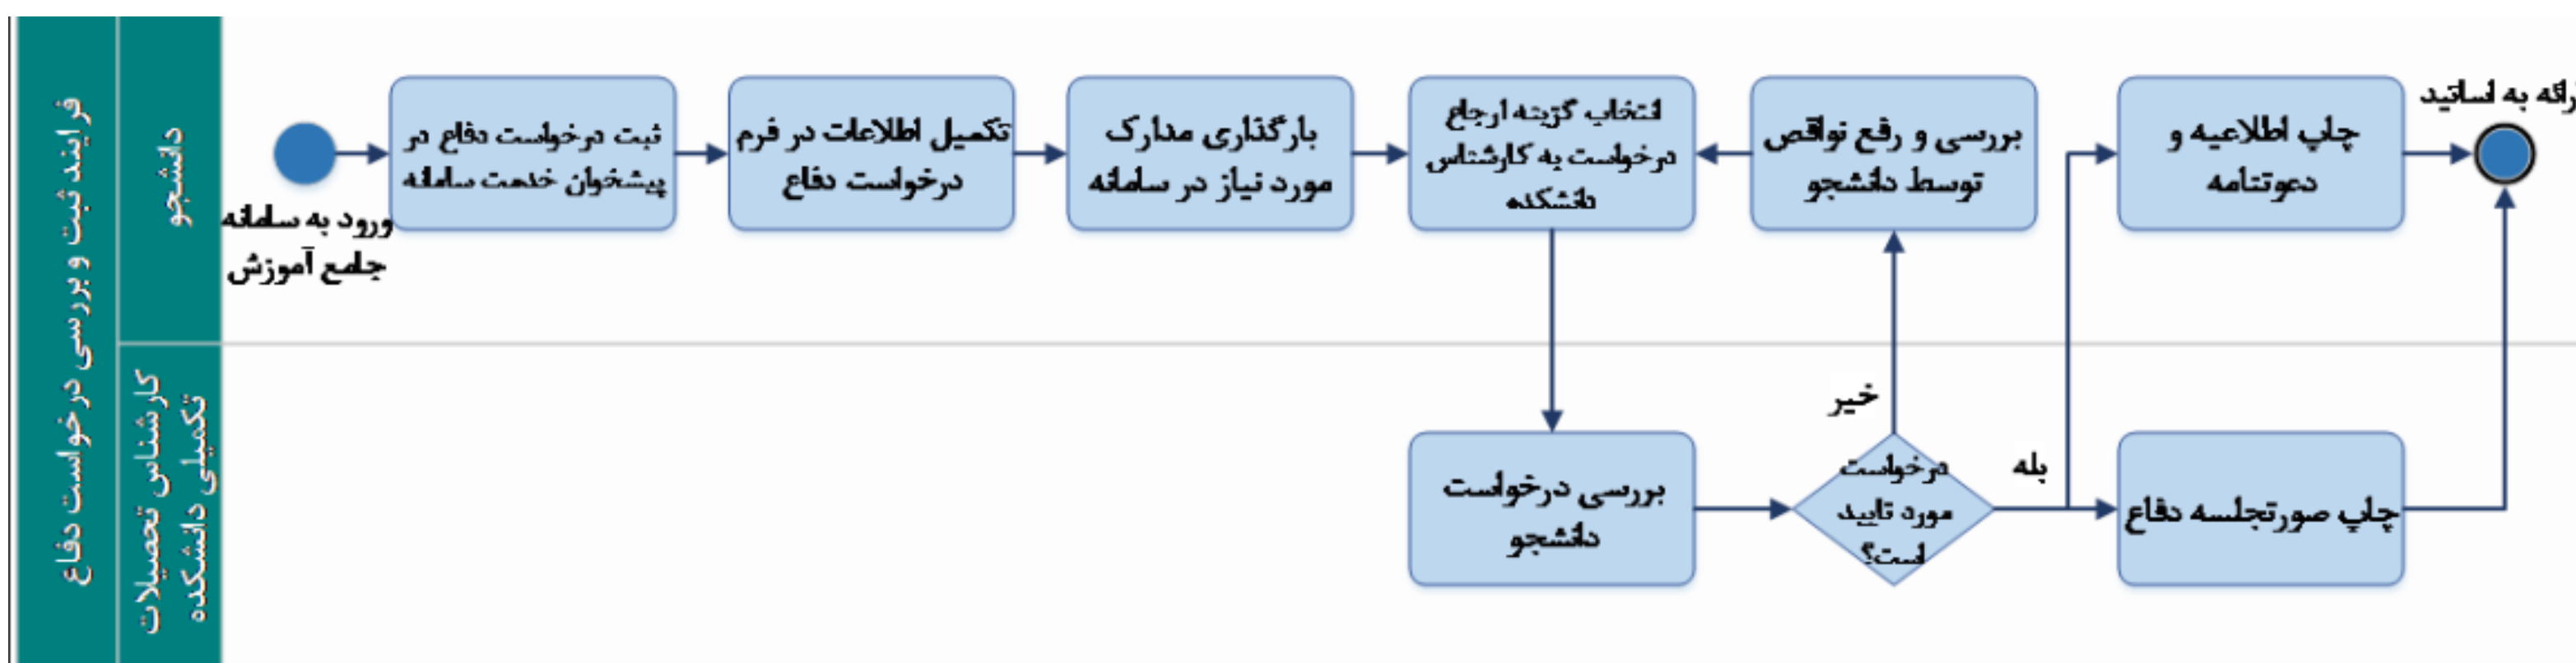 فرایند ثبت و بررسی درخواست دفاع
دانشجو
کارشناس تحصیلات
تکمیلی دانشکده
ورود به سامانه
جامع آموزش
ثبت درخواست دفاع در
پیشخوان خدمت سامانه
تکمیل اطلاعات در فرم
درخواست دفاع
بارگذاری مدارک
مورد نیاز در سامانه
انتخاب گزینه ارجاع
درخواست به کارشناس
دانشکده
بررسی و رفع نواقص
توسط دانشجو
چاپ اطلاعیه و
دعوتنامه
به اساتید
بررسی درخواست
دانشجو
خیر
درخواست
مورد تایید
است؟
بله
چاپ صورتجلسه دفاع